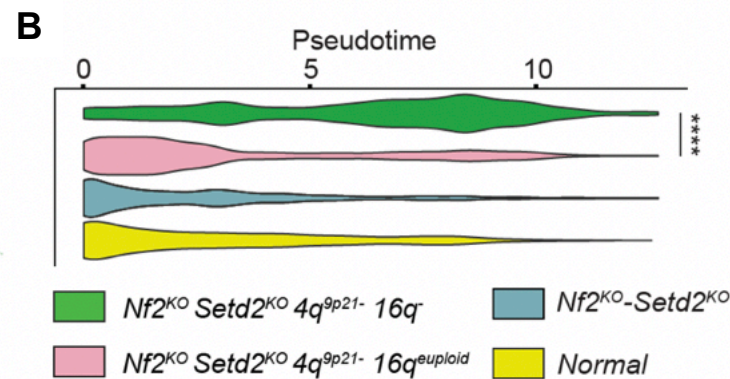 B
Pseudotime
0 5 10
****
Nf2KO Setd2KO 4q9p21- 16q- Nf2KO-Setd2KO
Nf2KO Setd2KO 4q9p21- 16qeuploid Normal